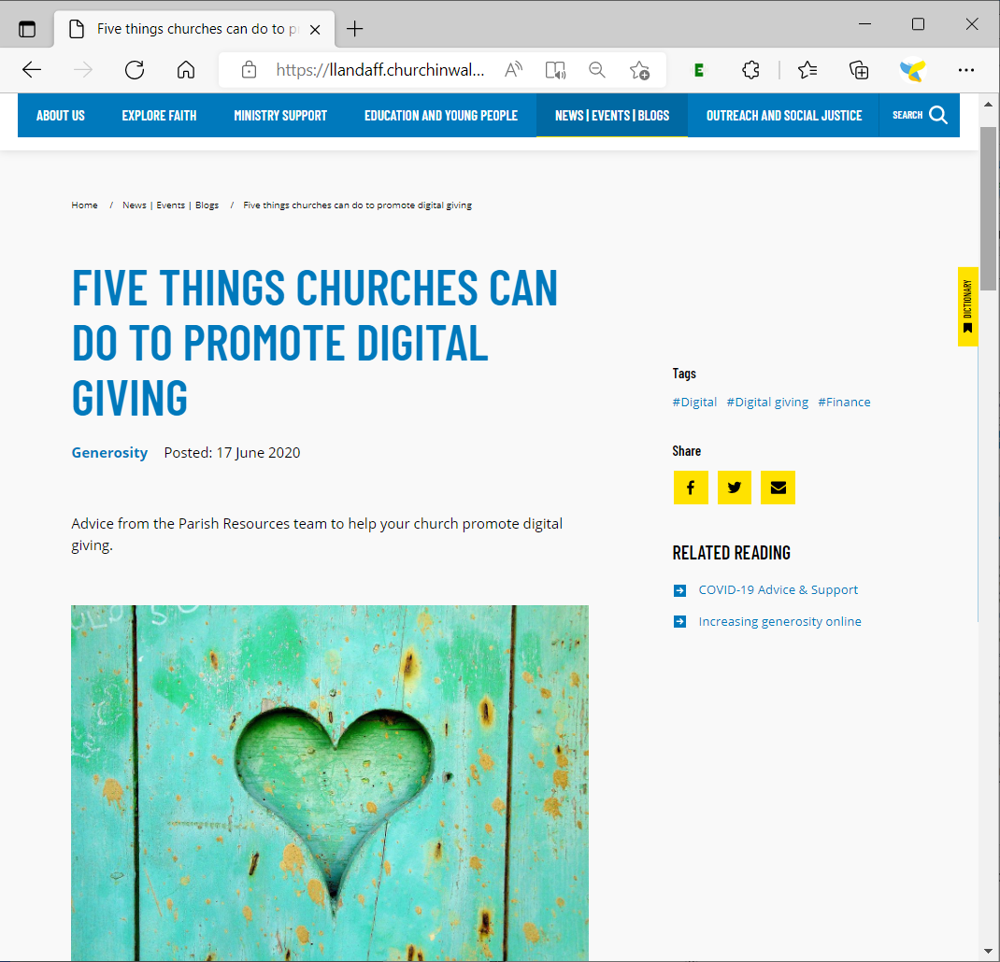 Five things churches can do to p
https://llandaff.churchinwal...
ABOUT US
EXPLORE FAITH
MINISTRY SUPPORT
EDUCATION AND YOUNG PEOPLE
NEWS | EVENTS | BLOGS
OUTREACH AND SOCIAL JUSTICE
SEARCH
Home / News | Events | Blogs / Five things churches can do to promote digital giving
FIVE THINGS CHURCHES CAN
DO TO PROMOTE DIGITAL
GIVING
Generosity Posted: 17 June 2020
Advice from the Parish Resources team to help your church promote digital
giving.
DICTIONARY
Tags
#Digital #Digital giving #Finance
Share
RELATED READING
COVID-19 Advice & Support
Increasing generosity online